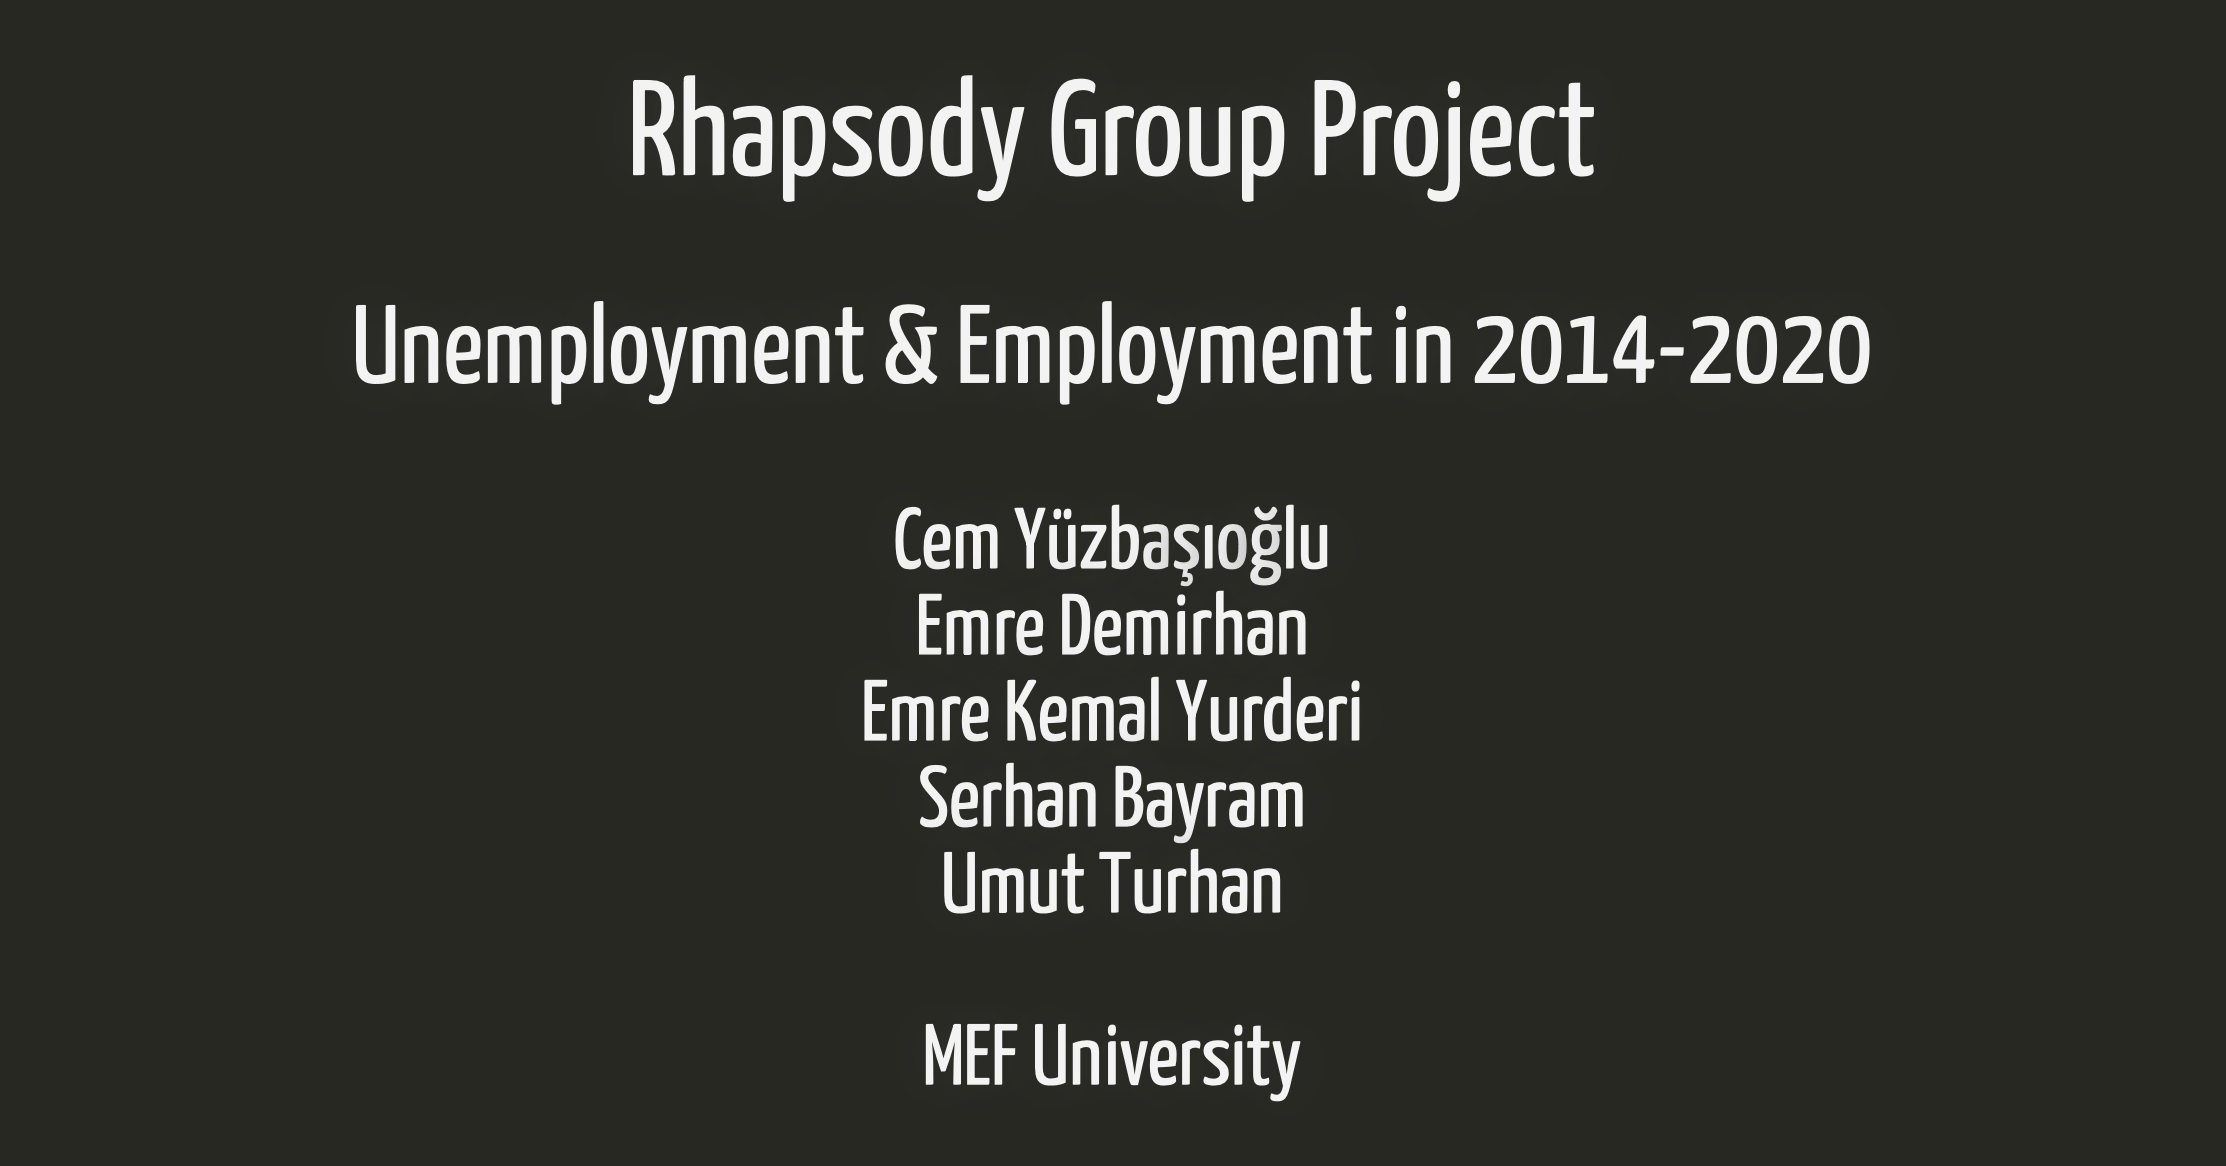 Rhapsody Group Project
Unemployment & Employment in 2014-2020
Cem Yüzbaşıoğlu
Emre Demirhan
Emre Kemal Yurderi
Serhan Bayram
Umut Turhan
MEF University